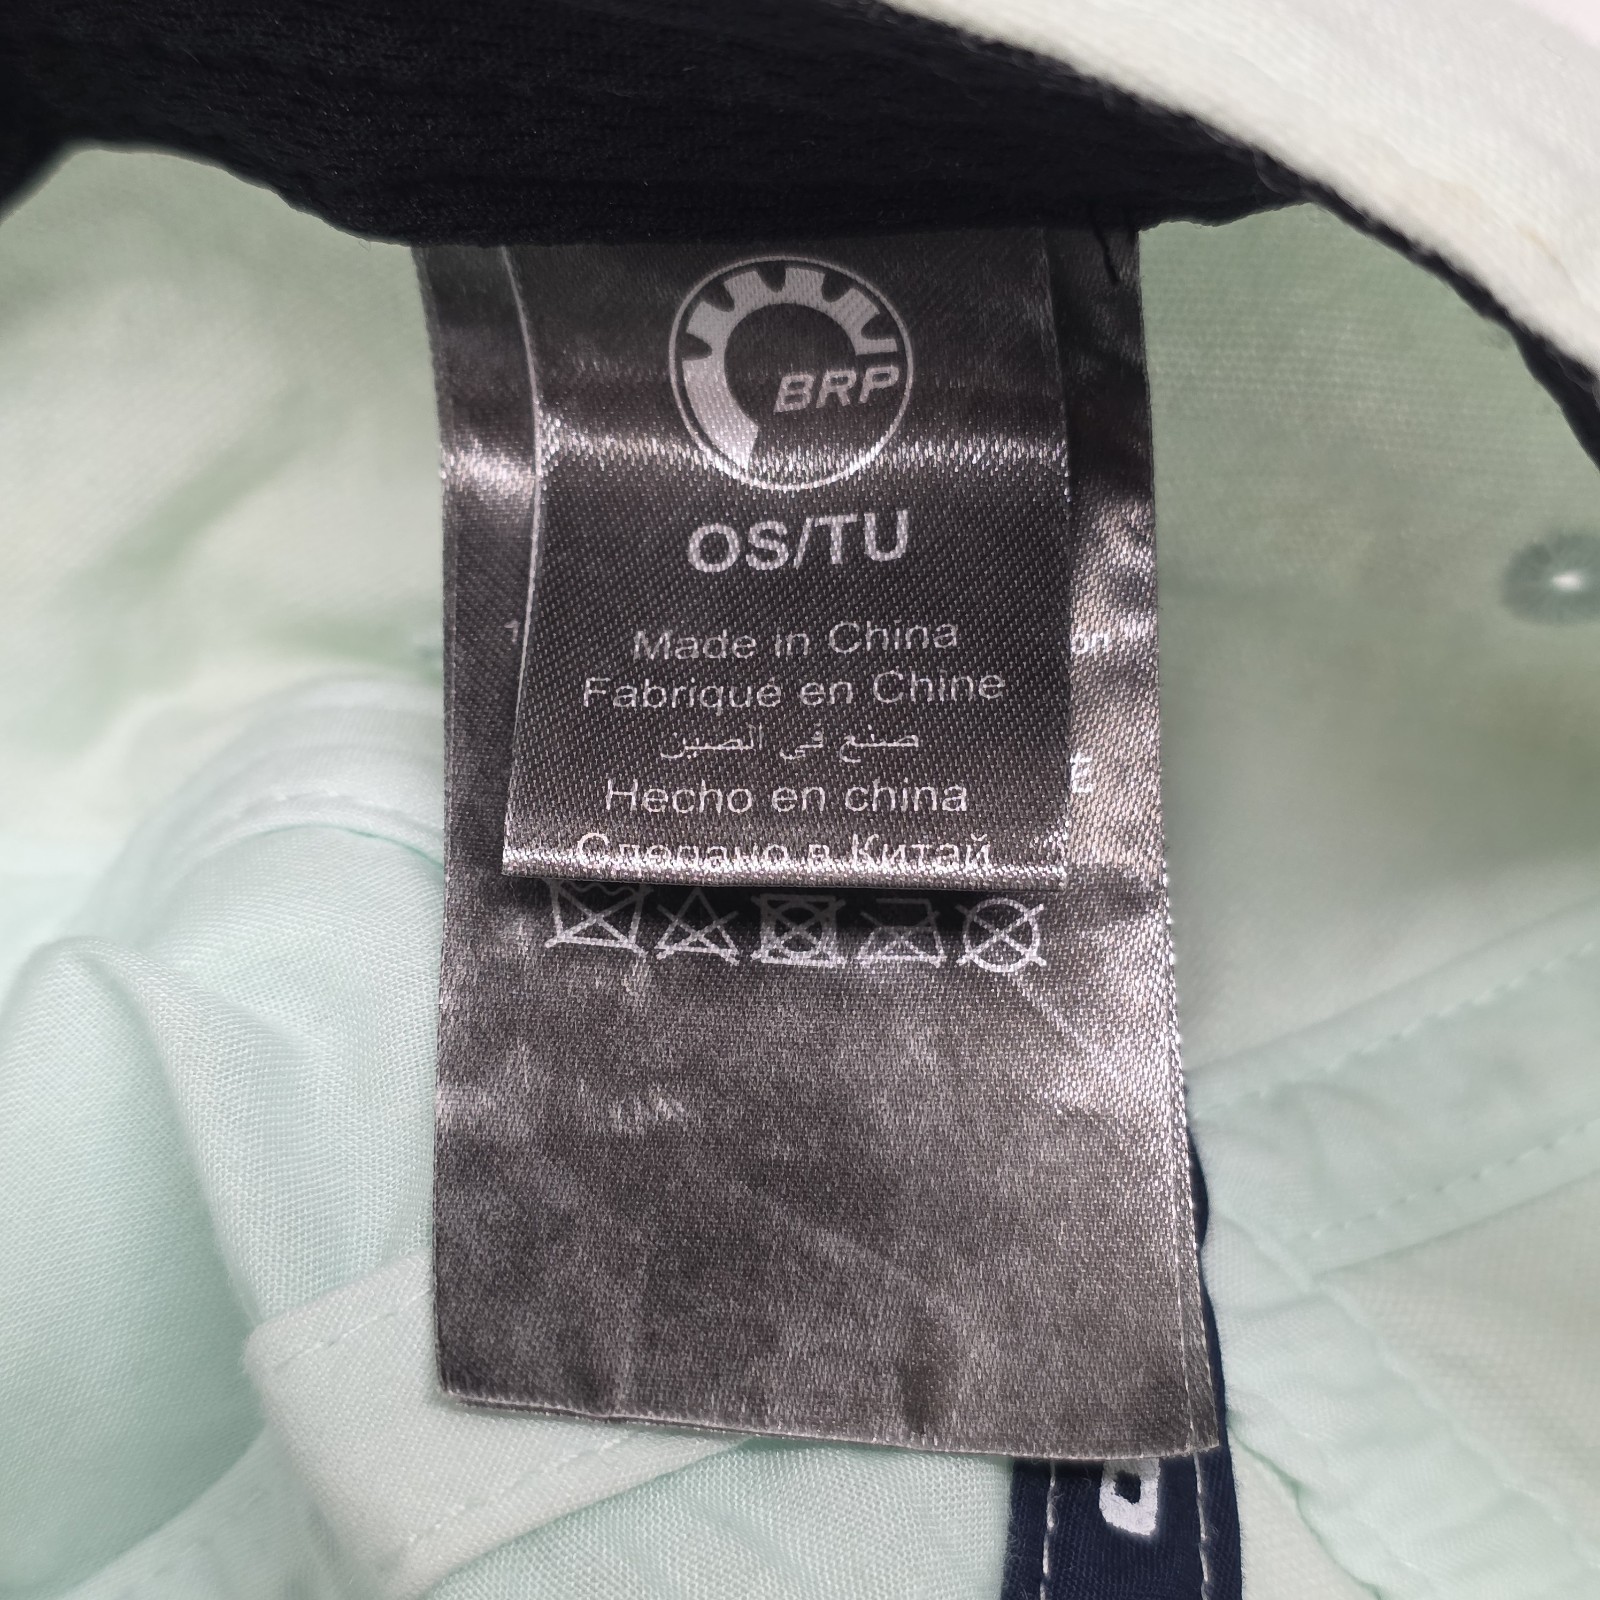 BRP
OS/TU
Made in China
Fabriqué en Chine
صنع في الصين
Hecho en china
Сделано в Китай